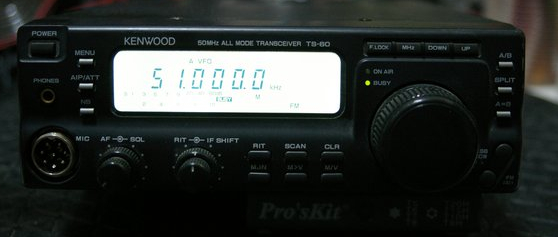 POWER
KENWOOD 50MHz ALL MODE TRANSCEIVER TS-60
F.LOCK MHz DOWN UP
MENU
A VFO
ON AIR
A/B
AIP/ATT
51.000.0 kHz
BUSY
SPLIT
PHONES
M
NB
FM
A=B
MIC AF SQL RIT IF SHIFT
RIT SCAN CLR
M.IN M>V M/V
Pro'sKit